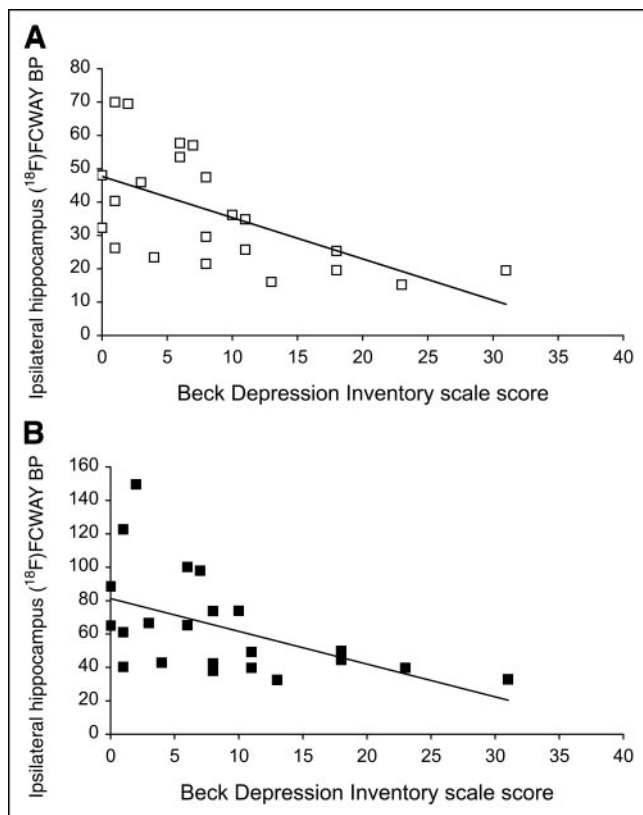 A
Ipsilateral hippocampus (¹⁸F)FCWAY BP
80
70
60
50
40
30
20
10
0
0 5 10 15 20 25 30 35 40
Beck Depression Inventory scale score
B
Ipsilateral hippocampus (¹⁸F)FCWAY BP
160
140
120
100
80
60
40
20
0
0 5 10 15 20 25 30 35 40
Beck Depression Inventory scale score